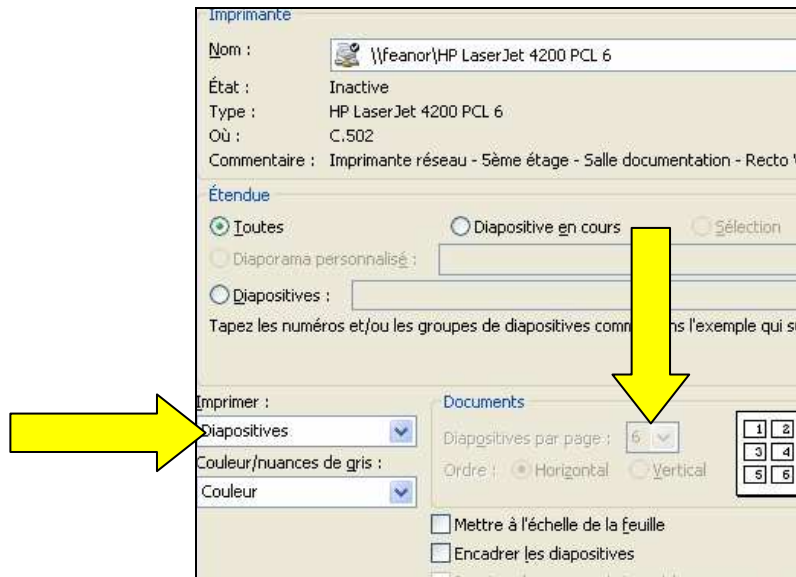 Imprimante
Nom : \\feanor\HP LaserJet 4200 PCL 6
État : Inactive
Type : HP LaserJet 4200 PCL 6
Où : C.502
Commentaire : Imprimante réseau - 5ème étage - Salle documentation - Recto
Étendue
Toutes Diapositive en cours Sélection
Diaporama personnalisé :
Diapositives :
Tapez les numéros et/ou les groupes de diapositives l'exemple qui
Imprimer : Documents
Diapositives Diapositives par page : 6 1 2
Couleur/nuances de gris : 3 4
Couleur Ordre : Horizontal Vertical 5 6
Mettre à l'échelle de la feuille
Encadrer les diapositives